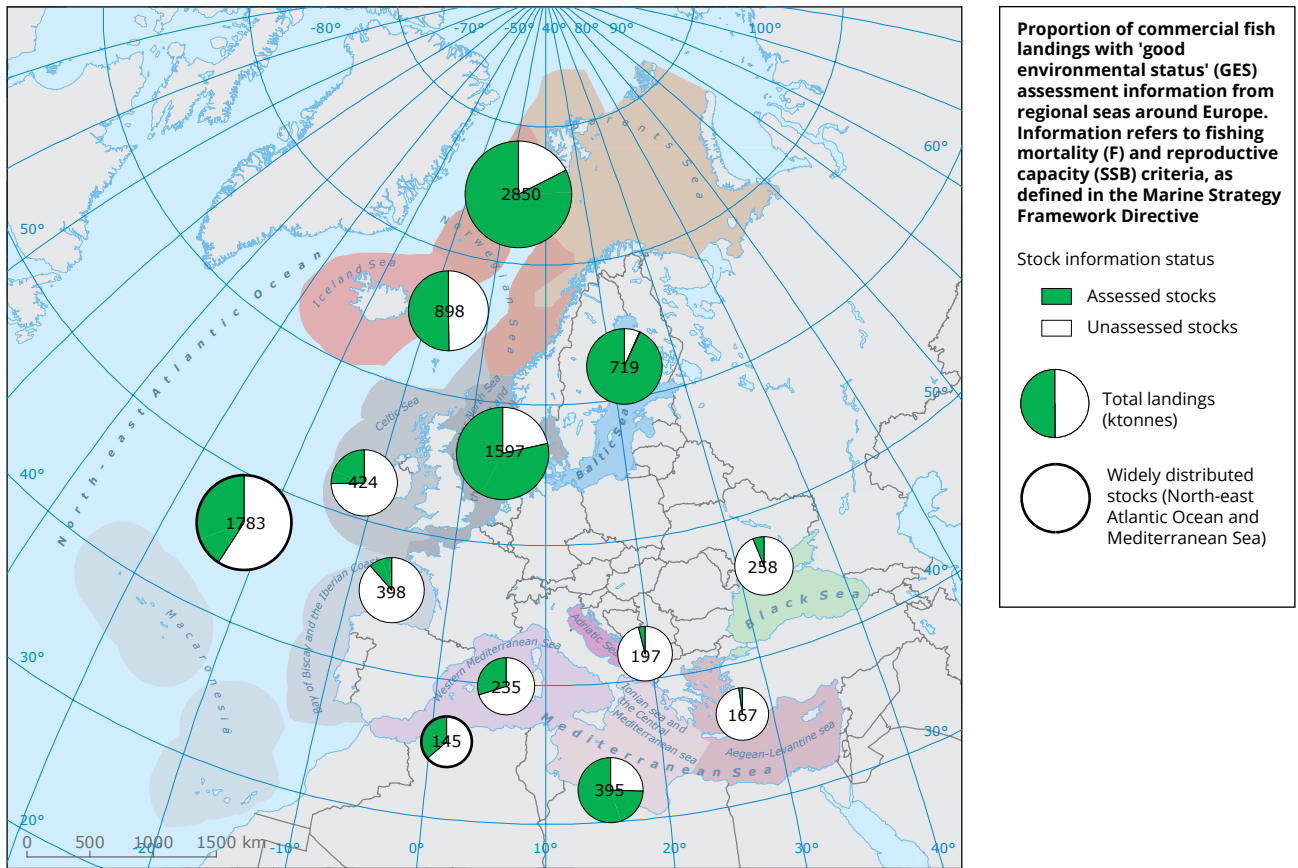 -80°
-70°
-50°
40°
80°
90°
100°
60°
50°
40°
30°
20°
50°
40°
30°
-20°
-10°
0°
10°
20°
30°
40°
Barents Sea
Norwegian Sea
Iceland Sea
North-east Atlantic Ocean
Celtic Sea
North Sea
and
Baltic Sea
Bay of Biscay and the Iberian Coast
Macaronesia
Black Sea
Adriatic Sea
Western Mediterranean Sea
Ionian sea and
the Central
Mediterranean sea
Aegean-Levantine sea
Mediterranean Sea
2850
898
719
1597
424
1783
398
258
197
235
167
145
395
0 500 1000 1500 km
Proportion of commercial fish
landings with 'good
environmental status' (GES)
assessment information from
regional seas around Europe.
Information refers to fishing
mortality (F) and reproductive
capacity (SSB) criteria, as
defined in the Marine Strategy
Framework Directive
Stock information status
Assessed stocks
Unassessed stocks
Total landings
(ktonnes)
Widely distributed
stocks (North-east
Atlantic Ocean and
Mediterranean Sea)